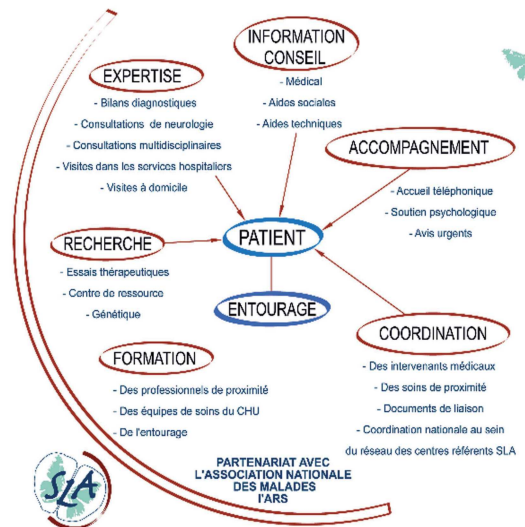 INFORMATION
CONSEIL
- Médical
- Aides sociales
- Aides techniques
EXPERTISE
- Bilans diagnostiques
- Consultations de neurologie
- Consultations multidisciplinaires
- Visites dans les services hospitaliers
- Visites à domicile
ACCOMPAGNEMENT
- Accueil téléphonique
- Soutien psychologique
- Avis urgents
RECHERCHE
- Essais thérapeutiques
- Centre de ressource
- Génétique
PATIENT
ENTOURAGE
FORMATION
- Des professionnels de proximité
- Des équipes de soins du CHU
- De l'entourage
COORDINATION
- Des intervenants médicaux
- Des soins de proximité
- Documents de liaison
- Coordination nationale au sein
du réseau des centres référents SLA
PARTENARIAT AVEC
L'ASSOCIATION NATIONALE
DES MALADES
l'ARS
SLA